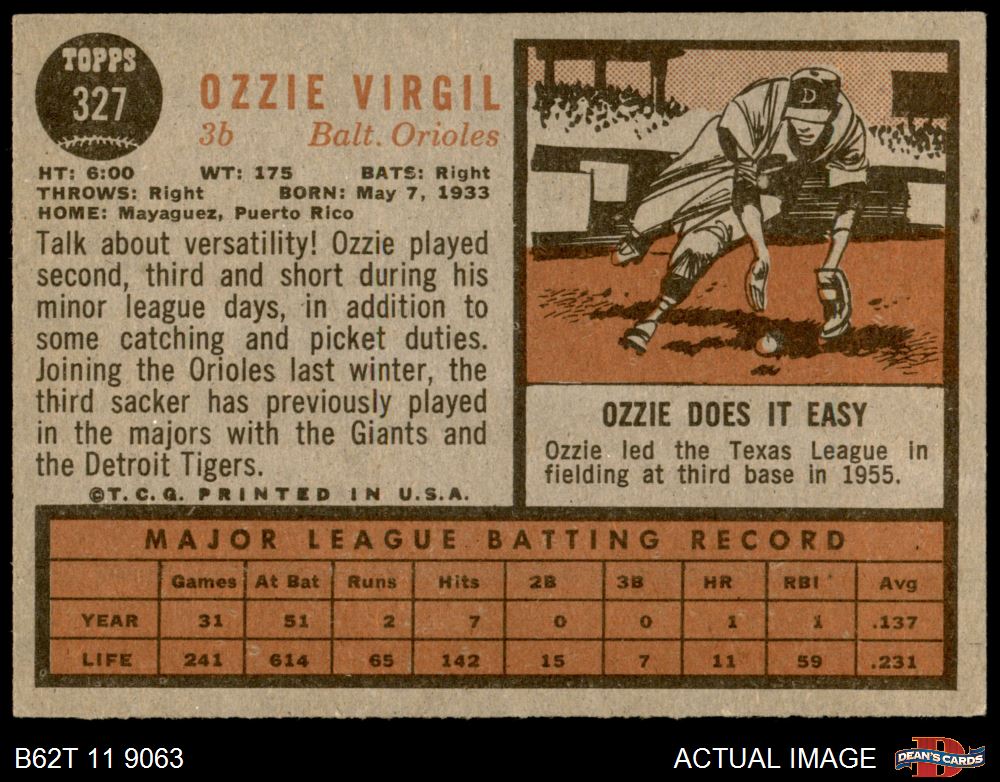 TOPPS
327
OZZIE VIRGIL
3b Balt. Orioles
HT: 6:00 WT: 175 BATS: Right
THROWS: Right BORN: May 7, 1933
HOME: Mayaguez, Puerto Rico
Talk about versatility! Ozzie played
second, third and short during his
minor league days, in addition to
some catching and picket duties.
Joining the Orioles last winter, the
third sacker has previously played
in the majors with the Giants and
the Detroit Tigers.
©T.C.G. PRINTED IN U.S.A.
D
OZZIE DOES IT EASY
Ozzie led the Texas League in
fielding at third base in 1955.
MAJOR LEAGUE BATTING RECORD
Games At Bat Runs Hits 2B 3B HR RBI Avg
YEAR 31 51 2 7 0 0 1 1 .137
LIFE 241 614 65 142 15 7 11 59 .231
B62T 11 9063
ACTUAL IMAGE
D
DEAN'S CARDS